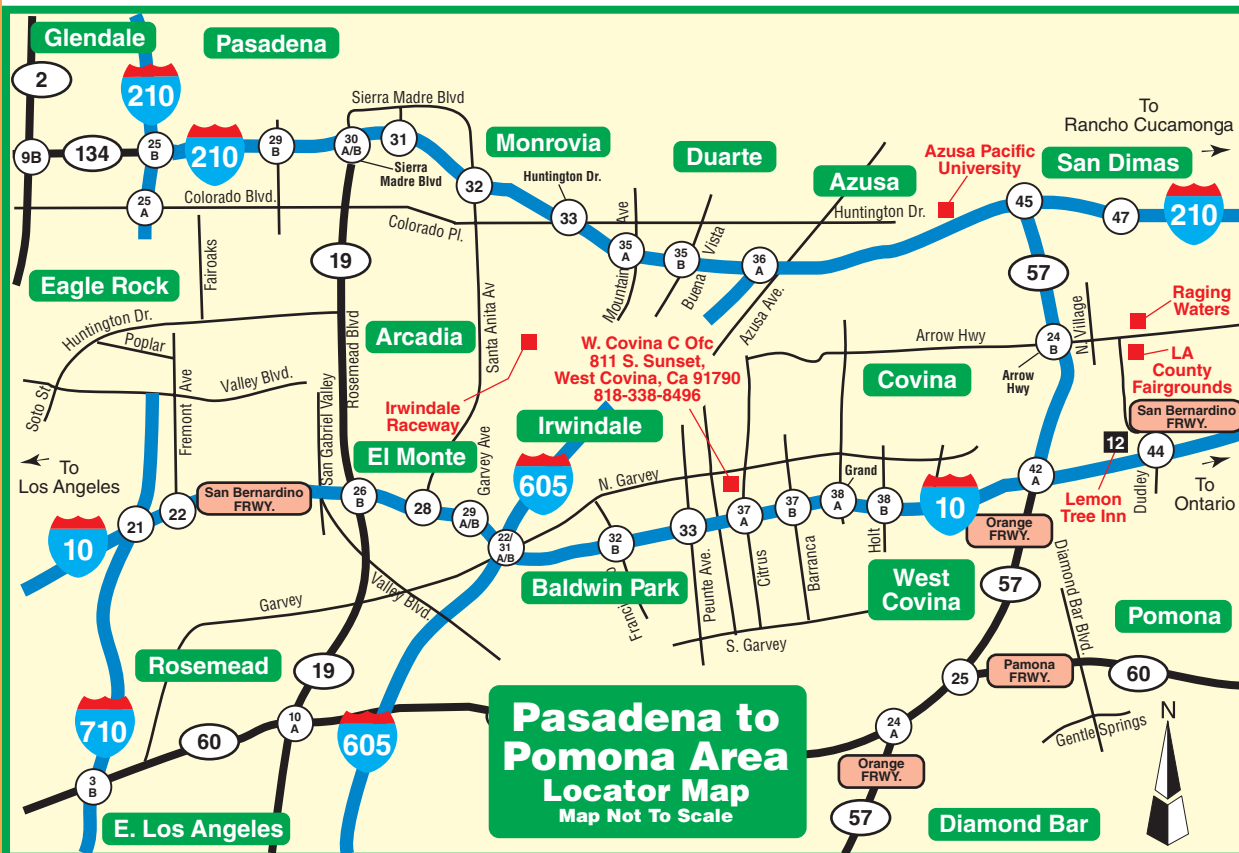 Glendale
Pasadena
2
210
Sierra Madre Blvd
To
Rancho Cucamonga
9B
134
25
B
210
29
B
30
A/B
31
Sierra
Madre Blvd
Monrovia
Duarte
Azusa Pacific
University
San Dimas
32
Huntington Dr.
Azusa
25
A
Colorado Blvd.
Colorado Pl.
33
Mountain Ave
Buena Vista
Huntington Dr.
45
47
210
35
A
35
B
36
A
Azusa Ave.
Fairoaks
19
57
Eagle Rock
Huntington Dr.
Poplar
Rosemead Blvd
Arcadia
Santa Anita Av
N. Village
Raging
Waters
Arrow Hwy
24
B
Arrow
Hwy
LA
County
Fairgrounds
W. Covina C Ofc
811 S. Sunset,
West Covina, Ca 91790
818-338-8496
Covina
Soto St
Fremont Ave
Valley Blvd.
San Gabriel Valley
Irwindale
Raceway
Irwindale
San Bernardino
FRWY.
12
44
To
Los Angeles
El Monte
Garvey Ave
605
N. Garvey
Grand
42
A
Lemon
Tree Inn
Dudley
To
Ontario
San Bernardino
FRWY.
26
B
28
29
A/B
21
22
10
22/
31
A/B
32
B
33
37
A
37
B
38
A
38
B
10
Orange
FRWY.
Holt
Baldwin Park
Peunte Ave.
Citrus
Barranca
West
Covina
57
Diamond Bar Blvd.
Pomona
Garvey
Valley Blvd.
S. Garvey
Rosemead
19
25
Pamona
FRWY.
60
710
60
10
A
605
Pasadena to
Pomona Area
Locator Map
Map Not To Scale
24
A
Orange
FRWY.
Gentle Springs
N
3
B
E. Los Angeles
57
Diamond Bar